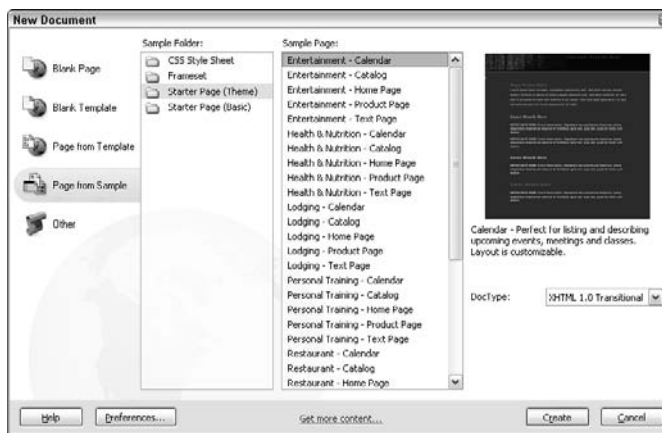 New Document
Blank Page
Blank Template
Page from Template
Page from Sample
Other
Sample Folder:
CSS Style Sheet
Frameset
Starter Page (Theme)
Starter Page (Basic)
Sample Page:
Entertainment - Calendar
Entertainment - Catalog
Entertainment - Home Page
Entertainment - Product Page
Entertainment - Text Page
Health & Nutrition - Calendar
Health & Nutrition - Catalog
Health & Nutrition - Home Page
Health & Nutrition - Product Page
Health & Nutrition - Text Page
Lodging - Calendar
Lodging - Catalog
Lodging - Home Page
Lodging - Product Page
Lodging - Text Page
Personal Training - Calendar
Personal Training - Catalog
Personal Training - Home Page
Personal Training - Product Page
Personal Training - Text Page
Restaurant - Calendar
Restaurant - Catalog
Restaurant - Home Page
Calendar - Perfect for listing and describing
upcoming events, meetings and classes.
Layout is customizable.
DocType:
XHTML 1.0 Transitional
Help
Preferences...
Get more content...
Create
Cancel